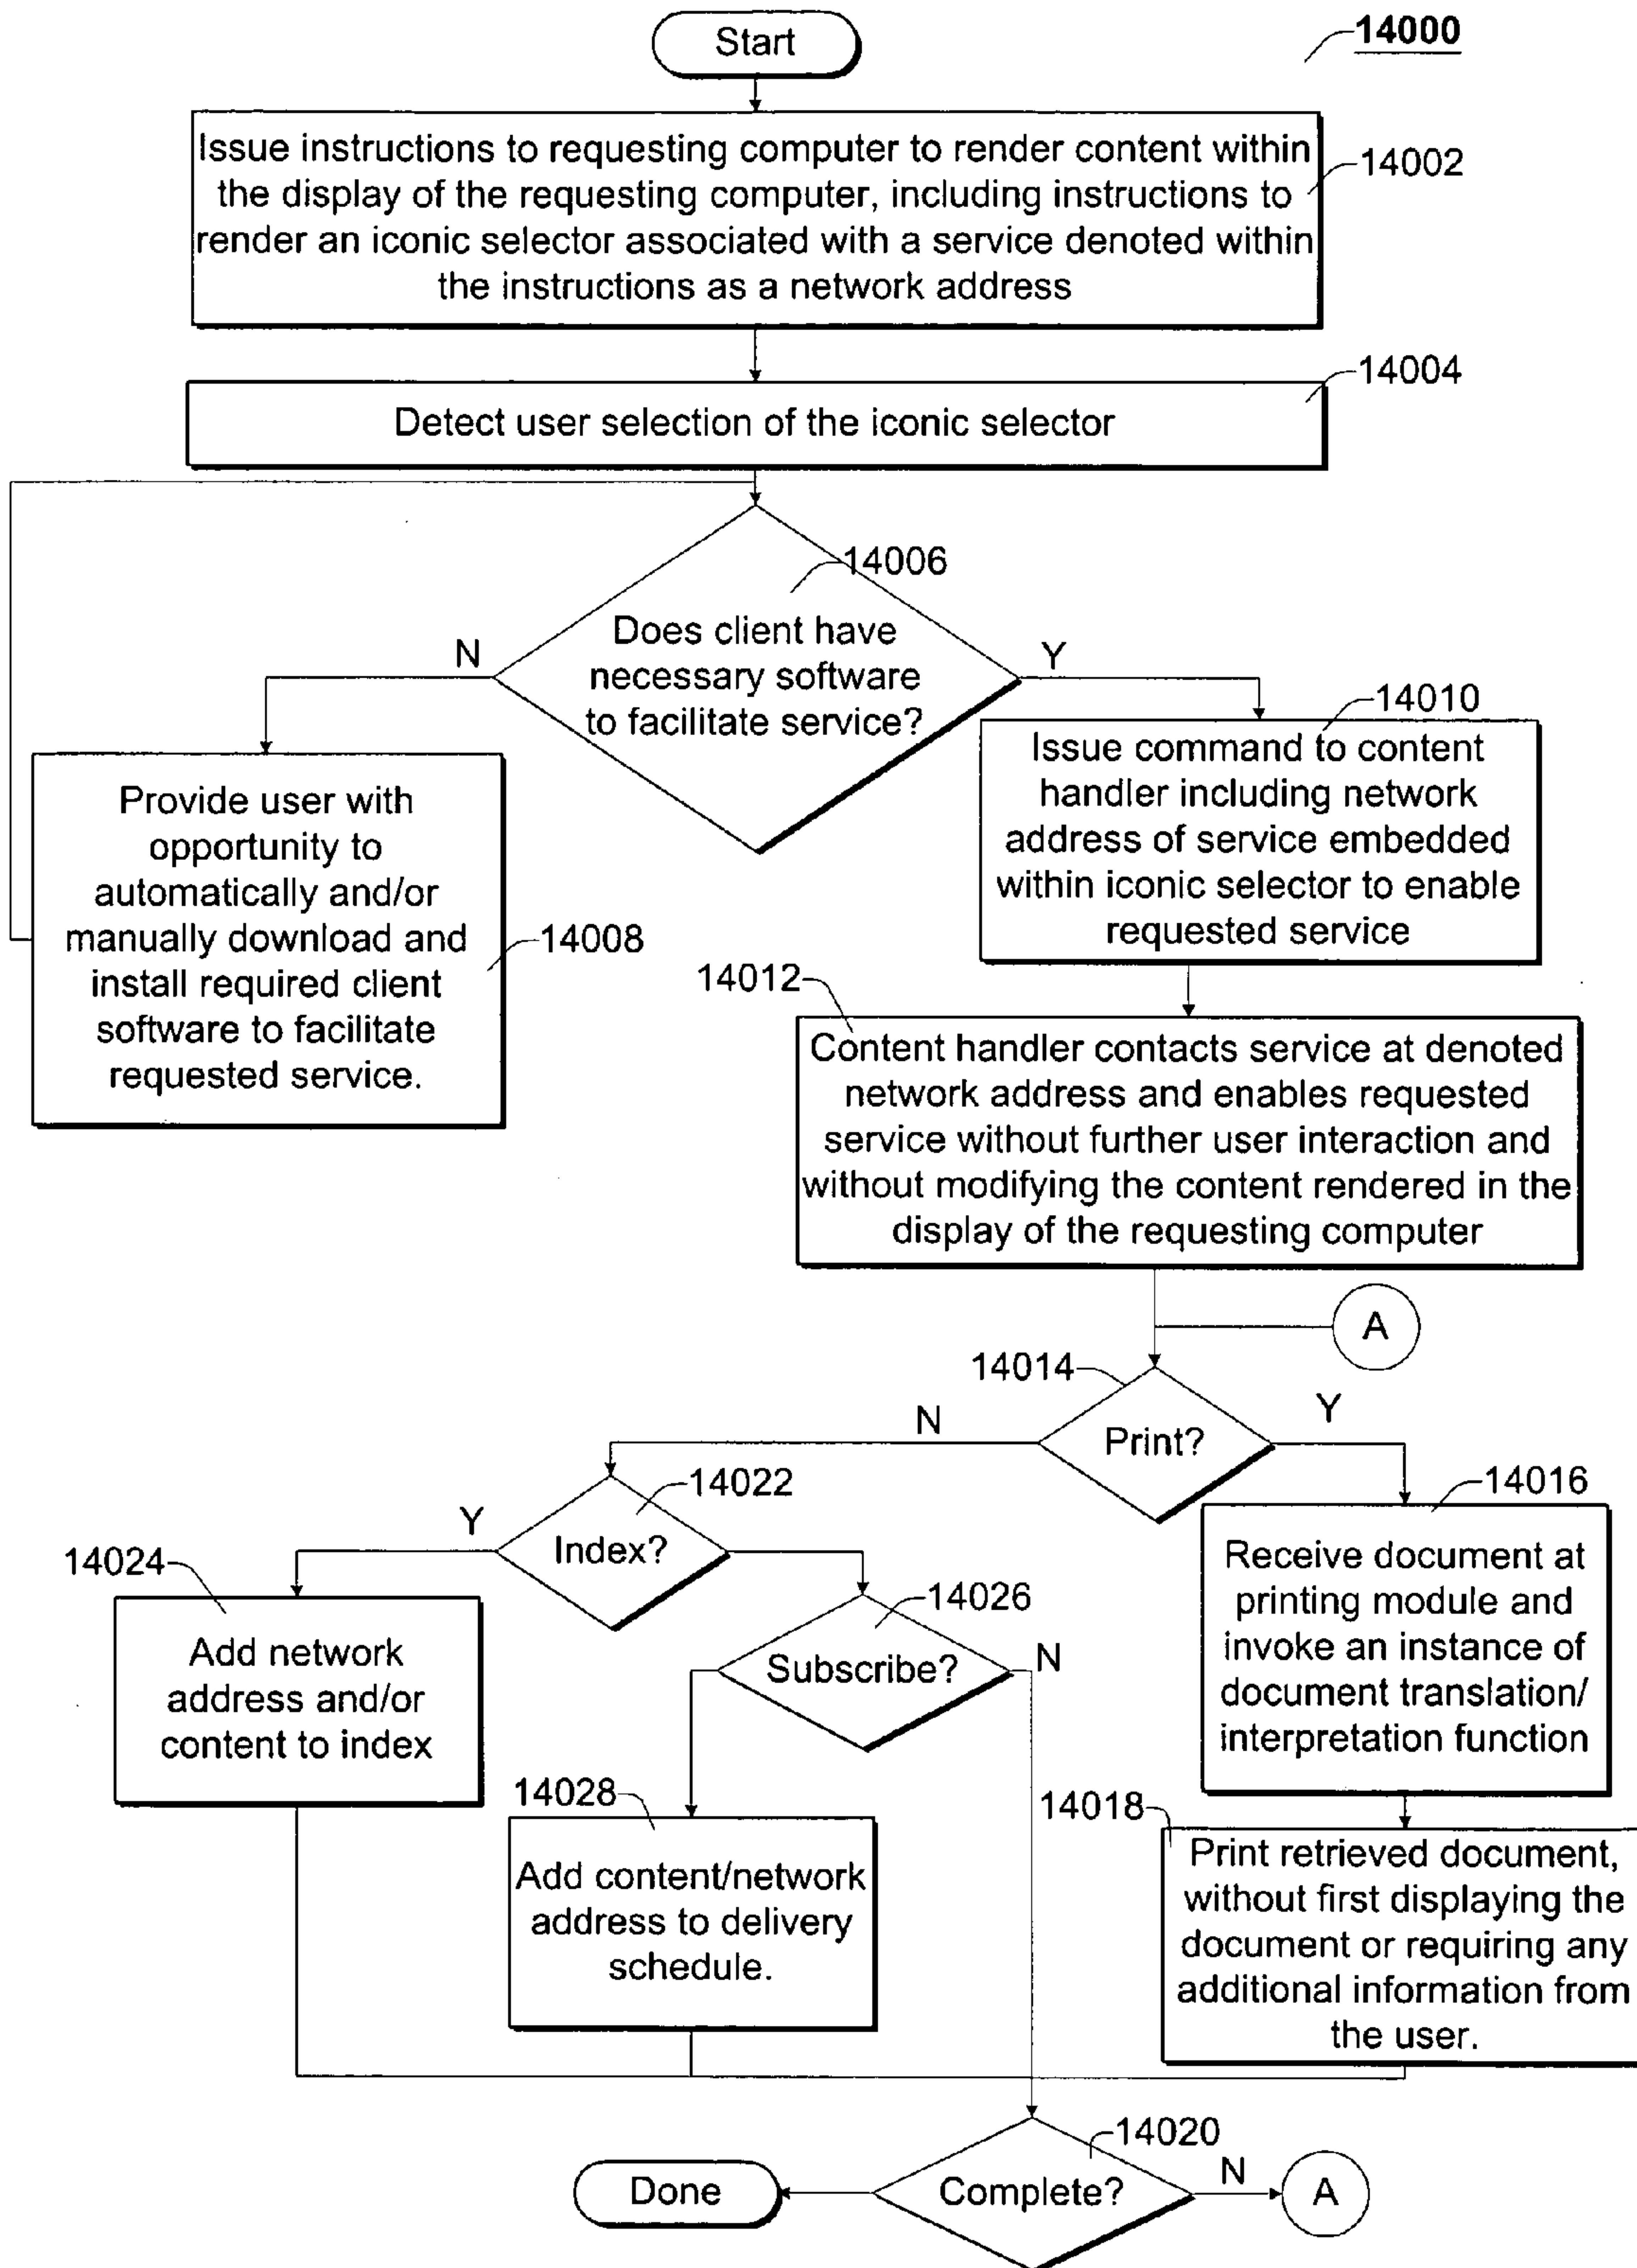 Start
14000
Issue instructions to requesting computer to render content within
the display of the requesting computer, including instructions to
render an iconic selector associated with a service denoted within
the instructions as a network address
14002
14004
Detect user selection of the iconic selector
14006
Does client have
necessary software
to facilitate service?
N
Y
14010
Issue command to content
handler including network
address of service embedded
within iconic selector to enable
requested service
Provide user with
opportunity to
automatically and/or
manually download and
install required client
software to facilitate
requested service.
14008
14012
Content handler contacts service at denoted
network address and enables requested
service without further user interaction and
without modifying the content rendered in the
display of the requesting computer
A
14014
Print?
N
Y
14022
Index?
Y
14016
Receive document at
printing module and
invoke an instance of
document translation/
interpretation function
14024
Add network
address and/or
content to index
14026
Subscribe?
N
14028
Add content/network
address to delivery
schedule.
14018
Print retrieved document,
without first displaying the
document or requiring any
additional information from
the user.
14020
Complete?
N
A
Done